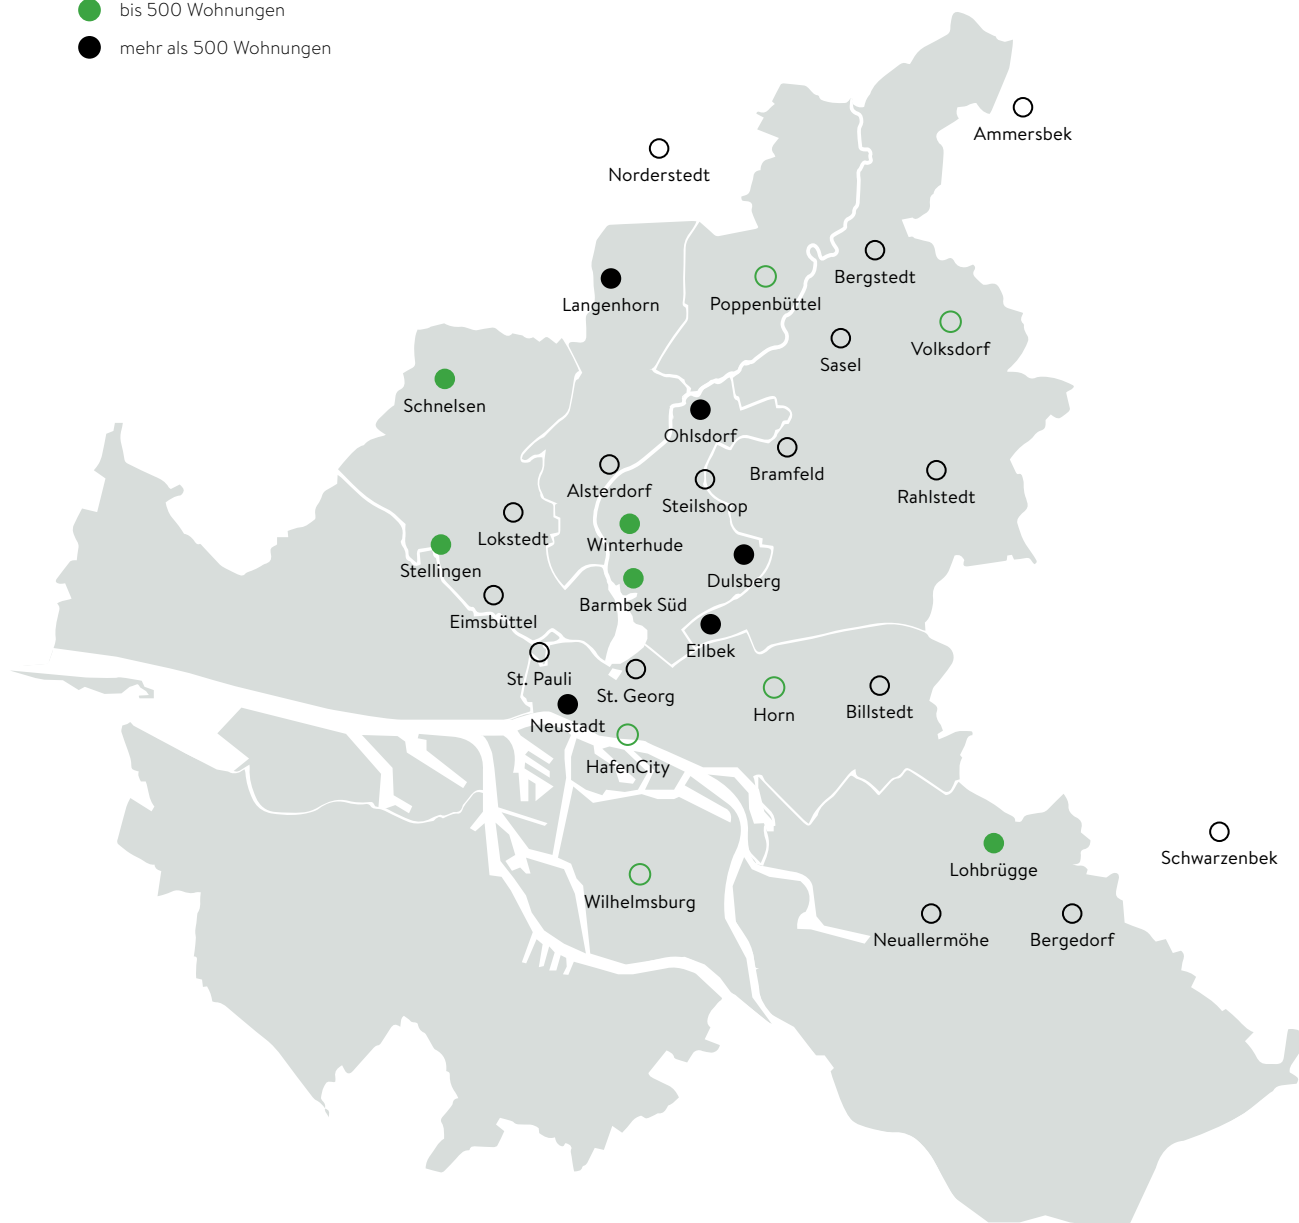 bis 500 Wohnungen
mehr als 500 Wohnungen
Ammersbek
Norderstedt
Bergstedt
Langenhorn
Poppenbüttel
Volksdorf
Sasel
Schnelsen
Ohlsdorf
Bramfeld
Alsterdorf
Rahlstedt
Steilshoop
Lokstedt
Winterhude
Stellingen
Dulsberg
Barmbek Süd
Eimsbüttel
Eilbek
St. Pauli
St. Georg
Horn
Billstedt
Neustadt
HafenCity
Schwarzenbek
Lohbrügge
Wilhelmsburg
Neuallermöhe
Bergedorf